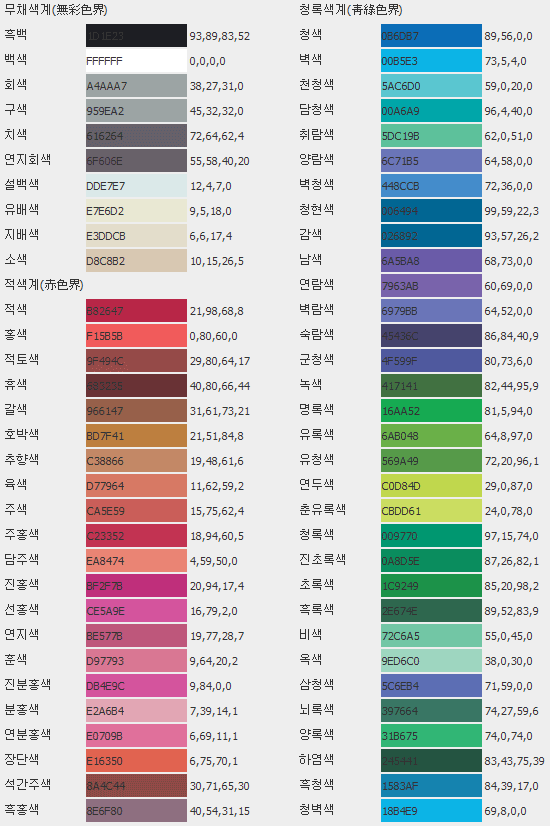 무채색계(無彩色界)
흑백 1D1E23 93,89,83,52
백색 FFFFFF 0,0,0,0
회색 A4AAA7 38,27,31,0
구색 959EA2 45,32,32,0
치색 616264 72,64,62,4
연지회색 6F606E 55,58,40,20
설백색 DDE7E7 12,4,7,0
유배색 E7E6D2 9,5,18,0
지배색 E3DDCB 6,6,17,4
소색 D8C8B2 10,15,26,5
적색계(赤色界)
적색 B82647 21,98,68,8
홍색 F15B5B 0,80,60,0
적토색 9F494C 29,80,64,17
휴색 683235 40,80,66,44
갈색 966147 31,61,73,21
호박색 BD7F41 21,51,84,8
추향색 C38866 19,48,61,6
육색 D77964 11,62,59,2
주색 CA5E59 15,75,62,4
주홍색 C23352 18,94,60,5
담주색 EA8474 4,59,50,0
진홍색 BF2F7B 20,94,17,4
선홍색 CE5A9E 16,79,2,0
연지색 BE577B 19,77,28,7
훈색 D97793 9,64,20,2
진분홍색 DB4E9C 9,84,0,0
분홍색 E2A6B4 7,39,14,1
연분홍색 E0709B 6,69,11,1
장단색 E16350 6,75,70,1
석간주색 8A4C44 30,71,65,30
흑홍색 8E6F80 40,54,31,15
청록색계(靑綠色界)
청색 0B6DB7 89,56,0,0
벽색 00B5E3 73,5,4,0
천청색 5AC6D0 59,0,20,0
담청색 00A6A9 96,4,40,0
취람색 5DC19B 62,0,51,0
양람색 6C71B5 64,58,0,0
벽청색 448CCB 72,36,0,0
청현색 006494 99,59,22,3
감색 026892 93,57,26,2
남색 6A5BA8 68,73,0,0
연람색 7963AB 60,69,0,0
벽람색 6979BB 64,52,0,0
숙람색 45436C 86,84,40,9
군청색 4F599F 80,73,6,0
녹색 417141 82,44,95,9
명록색 16AA52 81,5,94,0
유록색 6AB048 64,8,97,0
유청색 569A49 72,20,96,1
연두색 C0D84D 29,0,87,0
춘유록색 CBDD61 24,0,78,0
청록색 009770 97,15,74,0
진초록색 0A8D5E 87,26,82,1
초록색 1C9249 85,20,98,2
흑록색 2E674E 89,52,83,9
비색 72C6A5 55,0,45,0
옥색 9ED6C0 38,0,30,0
삼청색 5C6EB4 71,59,0,0
뇌록색 397664 74,27,59,6
양록색 31B675 74,0,74,0
하엽색 245441 83,43,75,39
흑청색 1583AF 84,39,17,0
청벽색 18B4E9 69,8,0,0